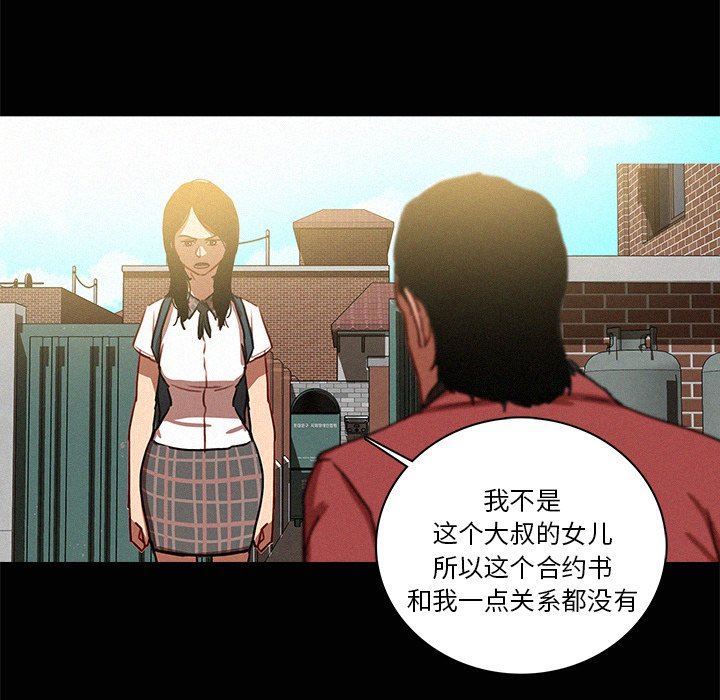 我不是
这个大叔的女儿
所以这个合约书
和我一点关系都没有